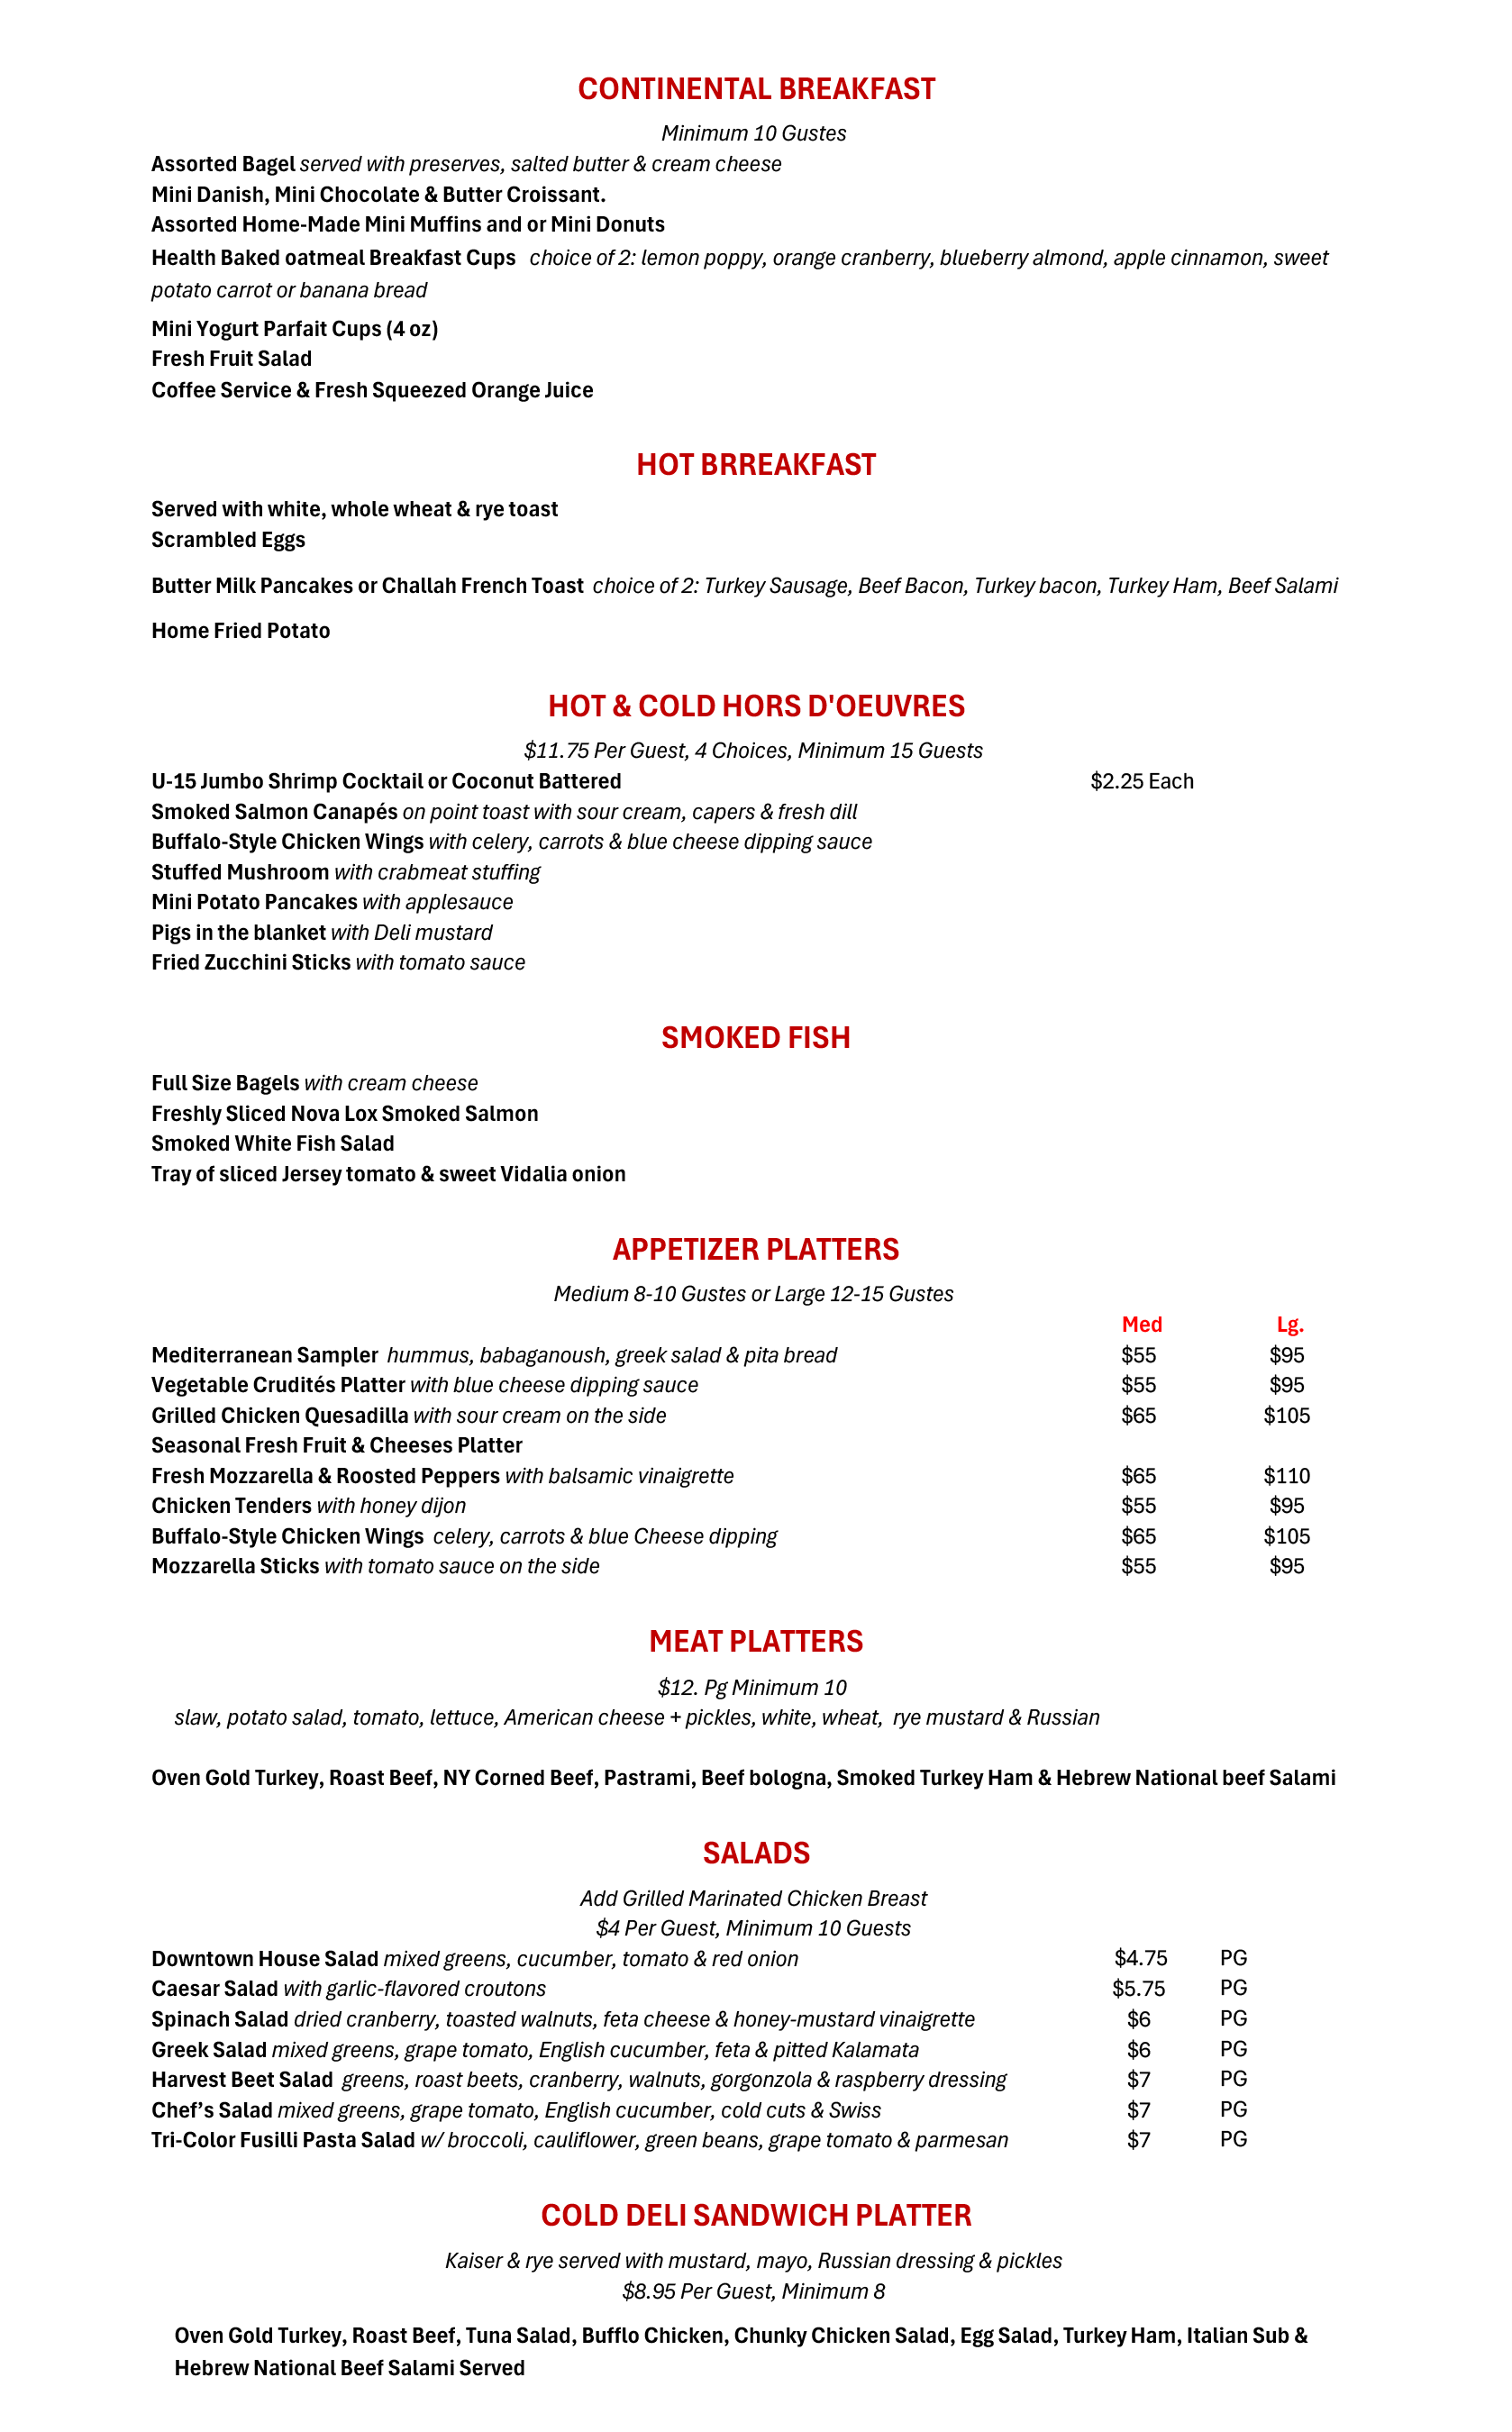 CONTINENTAL BREAKFAST
Minimum 10 Gustes
Assorted Bagel served with preserves, salted butter & cream cheese
Mini Danish, Mini Chocolate & Butter Croissant.
Assorted Home-Made Mini Muffins and or Mini Donuts
Health Baked oatmeal Breakfast Cups choice of 2: lemon poppy, orange cranberry, blueberry almond, apple cinnamon, sweet
potato carrot or banana bread
Mini Yogurt Parfait Cups (4 oz)
Fresh Fruit Salad
Coffee Service & Fresh Squeezed Orange Juice
HOT BRREAKFAST
Served with white, whole wheat & rye toast
Scrambled Eggs
Butter Milk Pancakes or Challah French Toast choice of 2: Turkey Sausage, Beef Bacon, Turkey bacon, Turkey Ham, Beef Salami
Home Fried Potato
HOT & COLD HORS D'OEUVRES
$11.75 Per Guest, 4 Choices, Minimum 15 Guests
U-15 Jumbo Shrimp Cocktail or Coconut Battered $2.25 Each
Smoked Salmon Canapés on point toast with sour cream, capers & fresh dill
Buffalo-Style Chicken Wings with celery, carrots & blue cheese dipping sauce
Stuffed Mushroom with crabmeat stuffing
Mini Potato Pancakes with applesauce
Pigs in the blanket with Deli mustard
Fried Zucchini Sticks with tomato sauce
SMOKED FISH
Full Size Bagels with cream cheese
Freshly Sliced Nova Lox Smoked Salmon
Smoked White Fish Salad
Tray of sliced Jersey tomato & sweet Vidalia onion
APPETIZER PLATTERS
Medium 8-10 Gustes or Large 12-15 Gustes
Med Lg.
Mediterranean Sampler hummus, babaganoush, greek salad & pita bread $55 $95
Vegetable Crudités Platter with blue cheese dipping sauce $55 $95
Grilled Chicken Quesadilla with sour cream on the side $65 $105
Seasonal Fresh Fruit & Cheeses Platter
Fresh Mozzarella & Roosted Peppers with balsamic vinaigrette $65 $110
Chicken Tenders with honey dijon $55 $95
Buffalo-Style Chicken Wings celery, carrots & blue Cheese dipping $65 $105
Mozzarella Sticks with tomato sauce on the side $55 $95
MEAT PLATTERS
$12. Pg Minimum 10
slaw, potato salad, tomato, lettuce, American cheese + pickles, white, wheat, rye mustard & Russian
Oven Gold Turkey, Roast Beef, NY Corned Beef, Pastrami, Beef bologna, Smoked Turkey Ham & Hebrew National beef Salami
SALADS
Add Grilled Marinated Chicken Breast
$4 Per Guest, Minimum 10 Guests
Downtown House Salad mixed greens, cucumber, tomato & red onion $4.75 PG
Caesar Salad with garlic-flavored croutons $5.75 PG
Spinach Salad dried cranberry, toasted walnuts, feta cheese & honey-mustard vinaigrette $6 PG
Greek Salad mixed greens, grape tomato, English cucumber, feta & pitted Kalamata $6 PG
Harvest Beet Salad greens, roast beets, cranberry, walnuts, gorgonzola & raspberry dressing $7 PG
Chef’s Salad mixed greens, grape tomato, English cucumber, cold cuts & Swiss $7 PG
Tri-Color Fusilli Pasta Salad w/ broccoli, cauliflower, green beans, grape tomato & parmesan $7 PG
COLD DELI SANDWICH PLATTER
Kaiser & rye served with mustard, mayo, Russian dressing & pickles
$8.95 Per Guest, Minimum 8
Oven Gold Turkey, Roast Beef, Tuna Salad, Bufflo Chicken, Chunky Chicken Salad, Egg Salad, Turkey Ham, Italian Sub &
Hebrew National Beef Salami Served